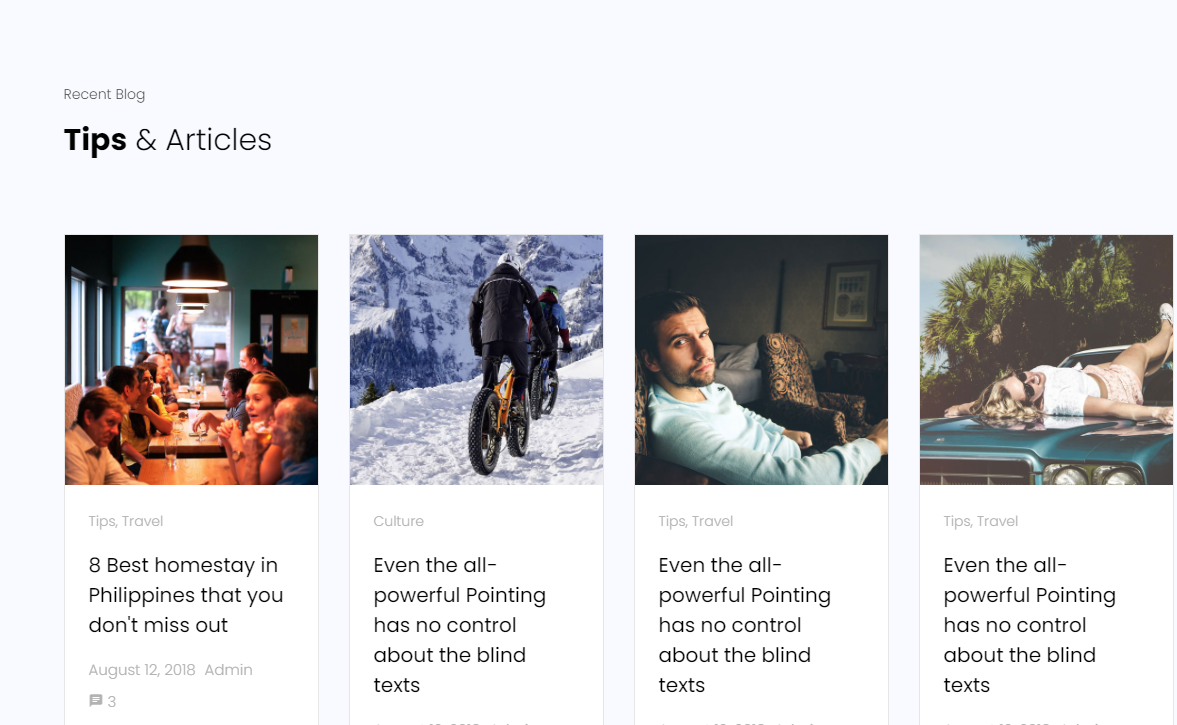 Recent Blog
Tips & Articles
Tips, Travel
8 Best homestay in
Philippines that you
don't miss out
August 12, 2018 Admin
3
Culture
Even the all-
powerful Pointing
has no control
about the blind
texts
Tips, Travel
Even the all-
powerful Pointing
has no control
about the blind
texts
Tips, Travel
Even the all-
powerful Pointing
has no control
about the blind
texts